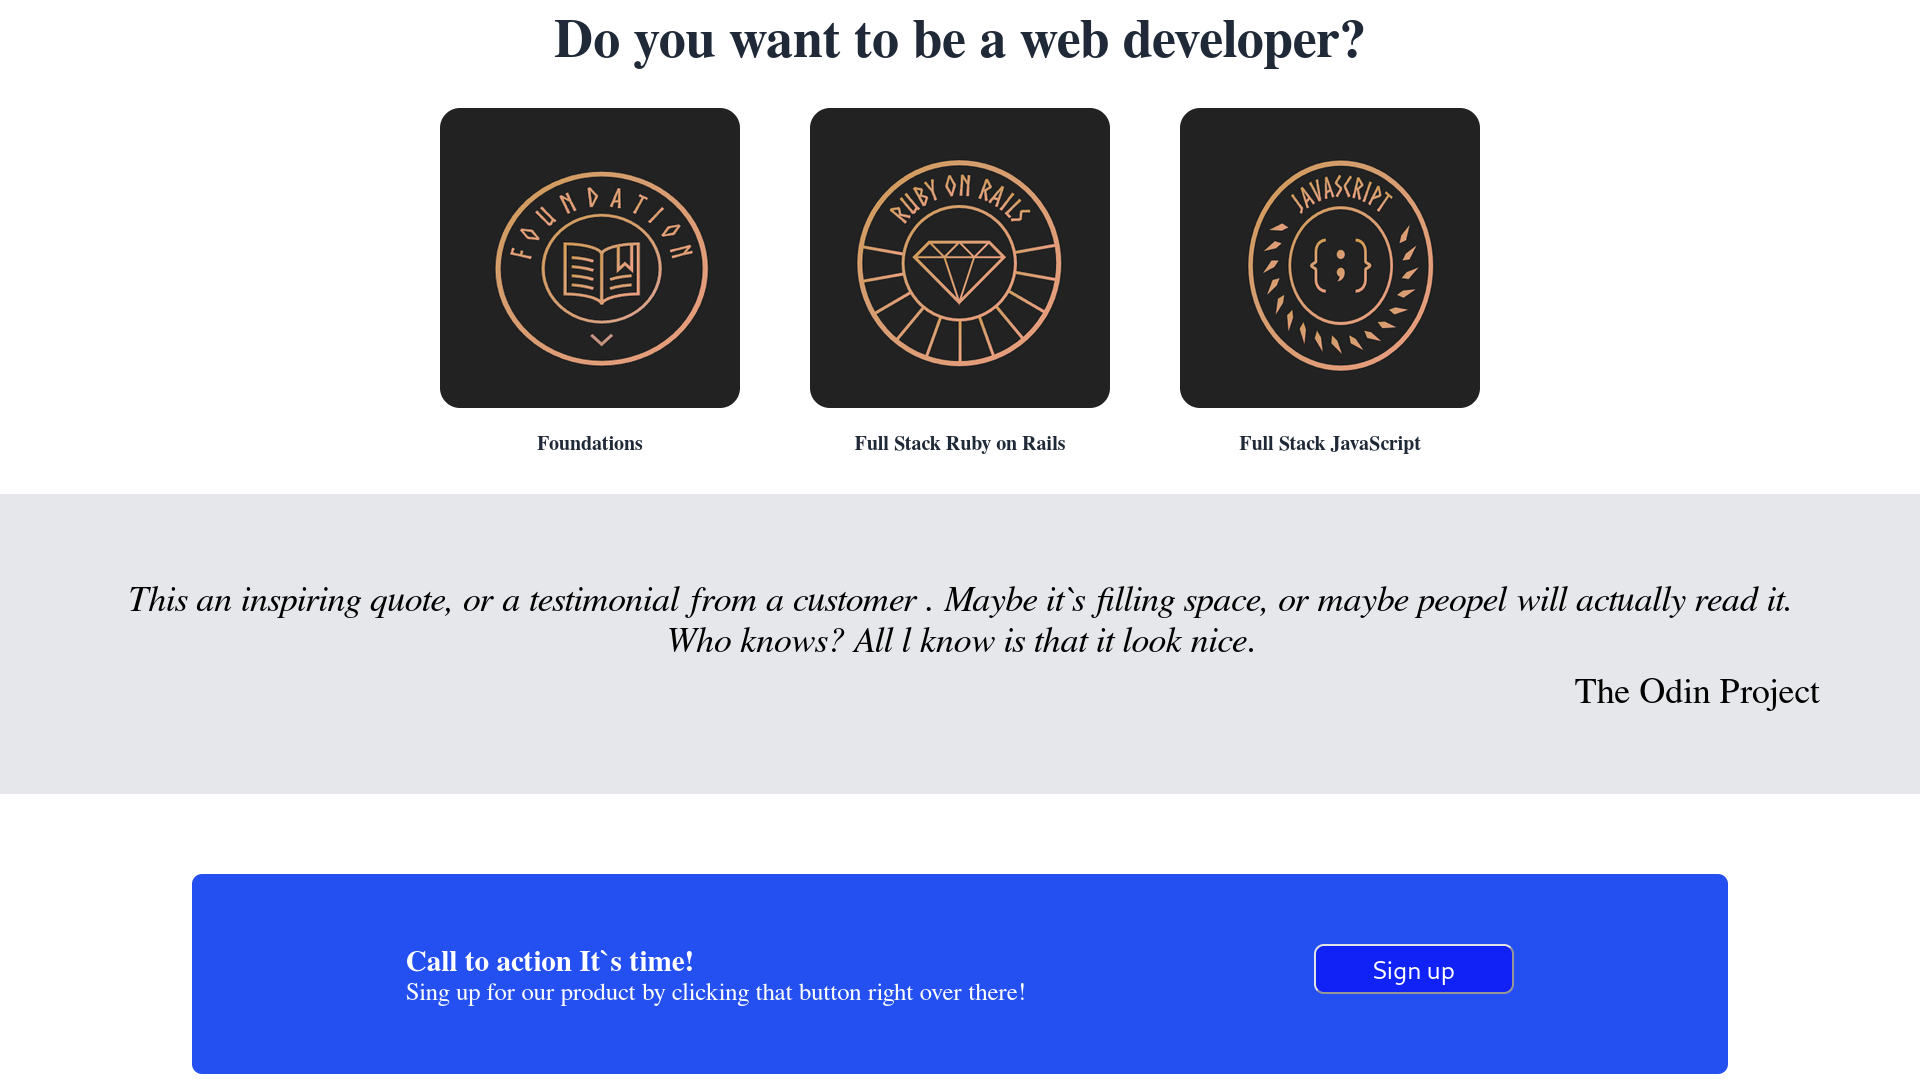 Do you want to be a web developer?
FOUNDATION
RUBY ON RAILS
JAVASCRIPT
{;}
Foundations
Full Stack Ruby on Rails
Full Stack JavaScript
This an inspiring quote, or a testimonial from a customer . Maybe it`s filling space, or maybe peopel will actually read it.
Who knows? All l know is that it look nice.
The Odin Project
Call to action It`s time!
Sing up for our product by clicking that button right over there!
Sign up